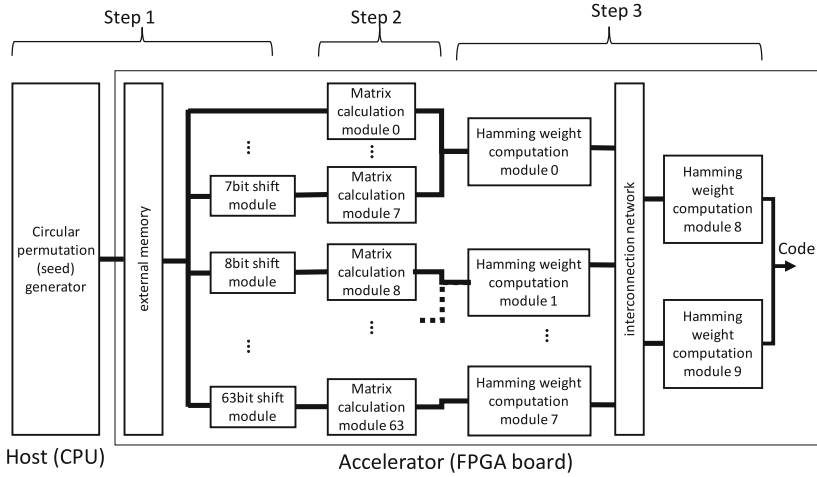 Step 1
Step 2
Step 3
Circular
permutation
(seed)
generator
external memory
7bit shift
module
8bit shift
module
63bit shift
module
Matrix
calculation
module 0
Matrix
calculation
module 7
Matrix
calculation
module 8
Matrix
calculation
module 63
Hamming weight
computation
module 0
Hamming weight
computation
module 1
Hamming weight
computation
module 7
interconnection network
Hamming
weight
computation
module 8
Hamming
weight
computation
module 9
Code
Host (CPU)
Accelerator (FPGA board)